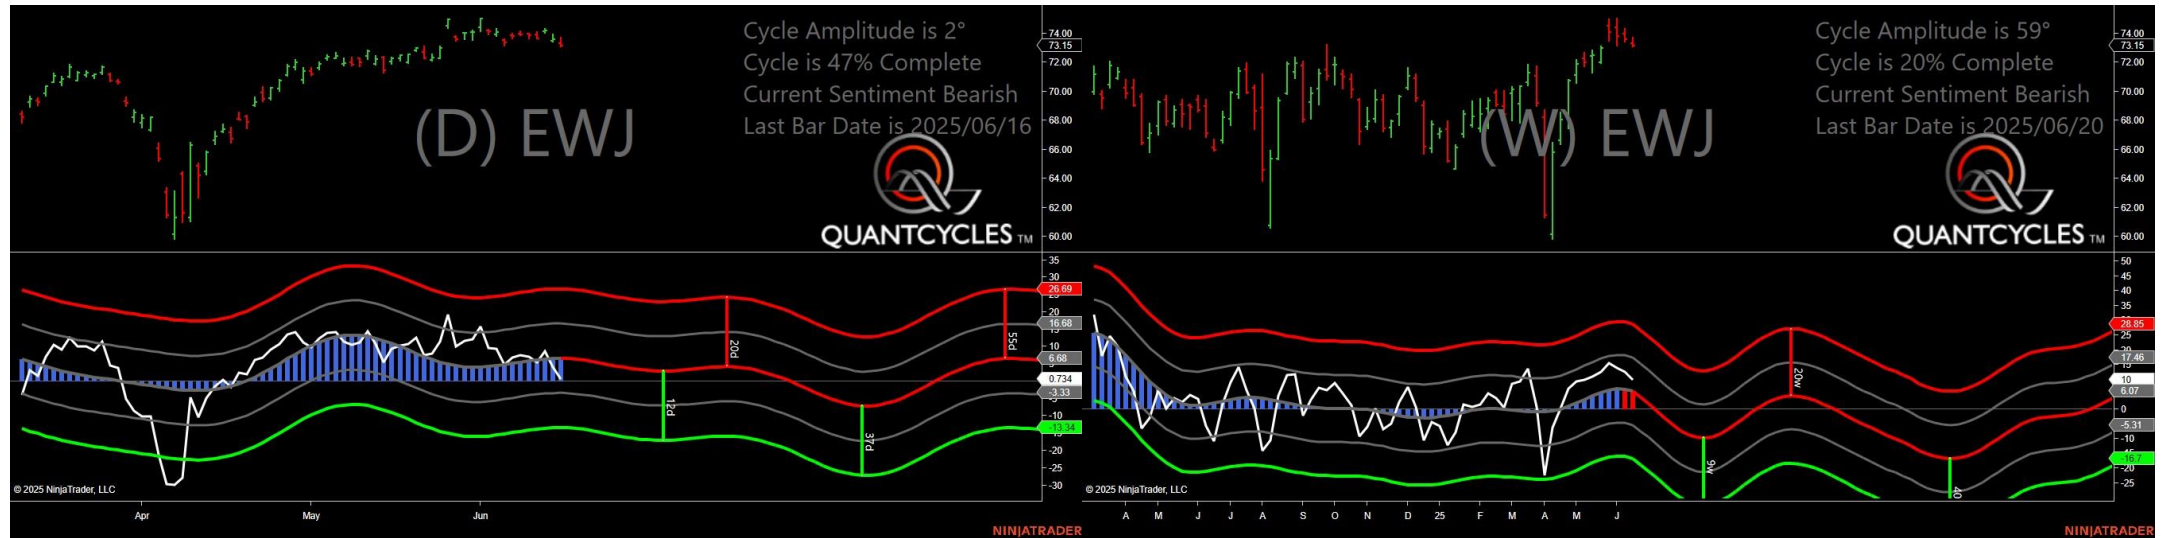 Cycle Amplitude is 2°
Cycle is 47% Complete
Current Sentiment Bearish
Last Bar Date is 2025/06/16
(D) EWJ
QUANTCYCLES TM
74.00
73.15
72.00
70.00
68.00
66.00
64.00
62.00
60.00
35
30
26.69
20
16.68
10
6.68
0.734
-3.33
-10
-13.34
-20
-25
-30
12d
20d
37d
55d
© 2025 NinjaTrader, LLC
Apr May Jun
NINJATRADER
Cycle Amplitude is 59°
Cycle is 20% Complete
Current Sentiment Bearish
Last Bar Date is 2025/06/20
(W) EWJ
QUANTCYCLES TM
74.00
73.15
72.00
70.00
68.00
66.00
64.00
62.00
60.00
50
45
40
35
28.85
25
17.46
15
10
6.07
0
-5.31
-10
-16.7
-20
-25
9w
20w
40
© 2025 NinjaTrader, LLC
A M J J A S O N D 25 F M A M J
NINJATRADER